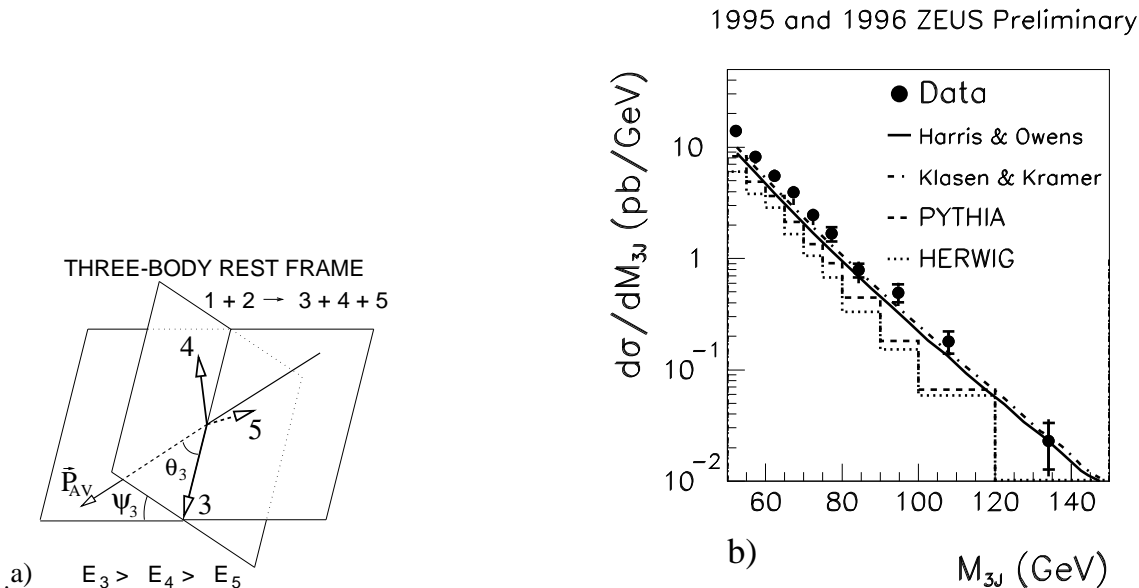 THREE-BODY REST FRAME
1 + 2 → 3 + 4 + 5
4
5
θ₃
P⃗_AV
ψ₃
3
a) E₃ > E₄ > E₅
1995 and 1996 ZEUS Preliminary
dσ/dM₃J (pb/GeV)
Data
Harris & Owens
Klasen & Kramer
PYTHIA
HERWIG
10
1
10⁻¹
10⁻²
60 80 100 120 140
b) M₃J (GeV)